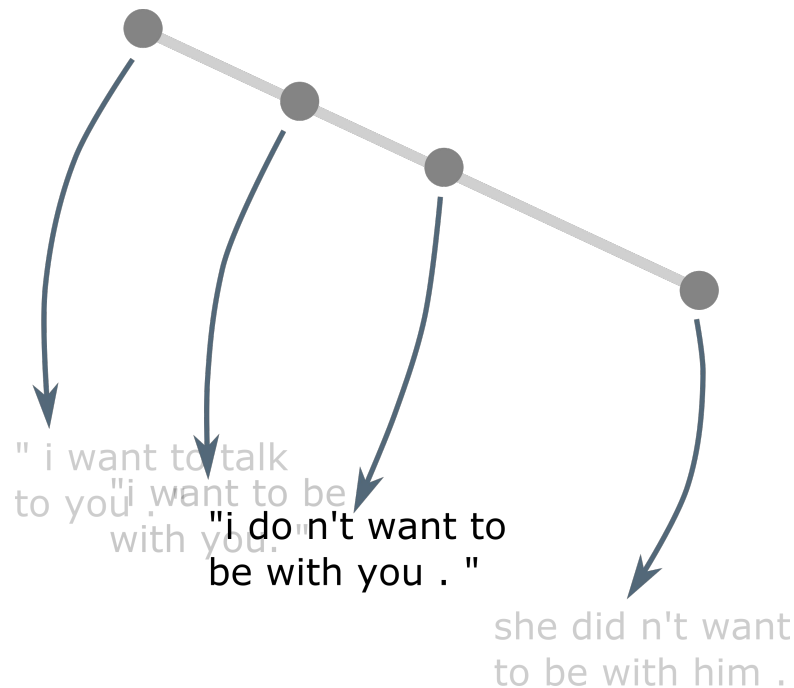 " i want to talk
to you . "
"i want to be
with you. "
"i do n't want to
be with you . "
she did n't want
to be with him .